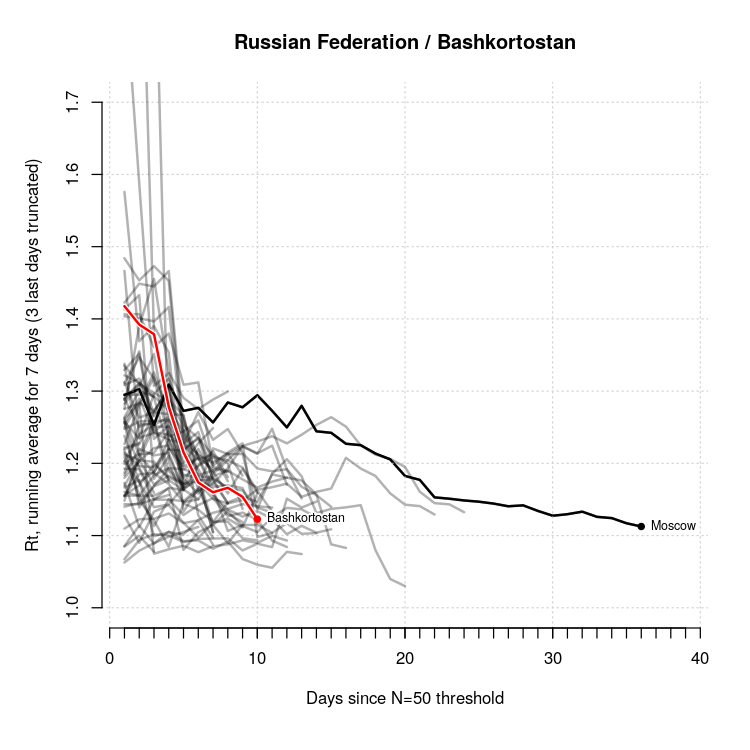 Russian Federation / Bashkortostan
Rt, running average for 7 days (3 last days truncated)
1.7
1.6
1.5
1.4
1.3
1.2
1.1
1.0
Bashkortostan
Moscow
0 10 20 30 40
Days since N=50 threshold